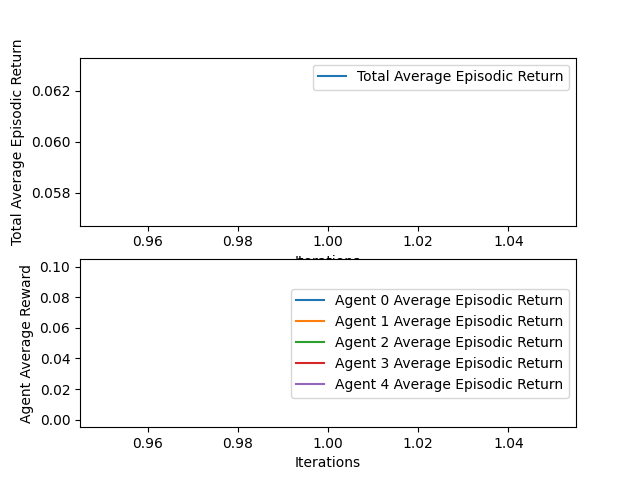 Total Average Episodic Return
Total Average Episodic Return
0.062
0.060
0.058
0.96 0.98 1.00 1.02 1.04
Iterations
Agent Average Reward
0.10
0.08
0.06
0.04
0.02
0.00
Agent 0 Average Episodic Return
Agent 1 Average Episodic Return
Agent 2 Average Episodic Return
Agent 3 Average Episodic Return
Agent 4 Average Episodic Return
0.96 0.98 1.00 1.02 1.04
Iterations